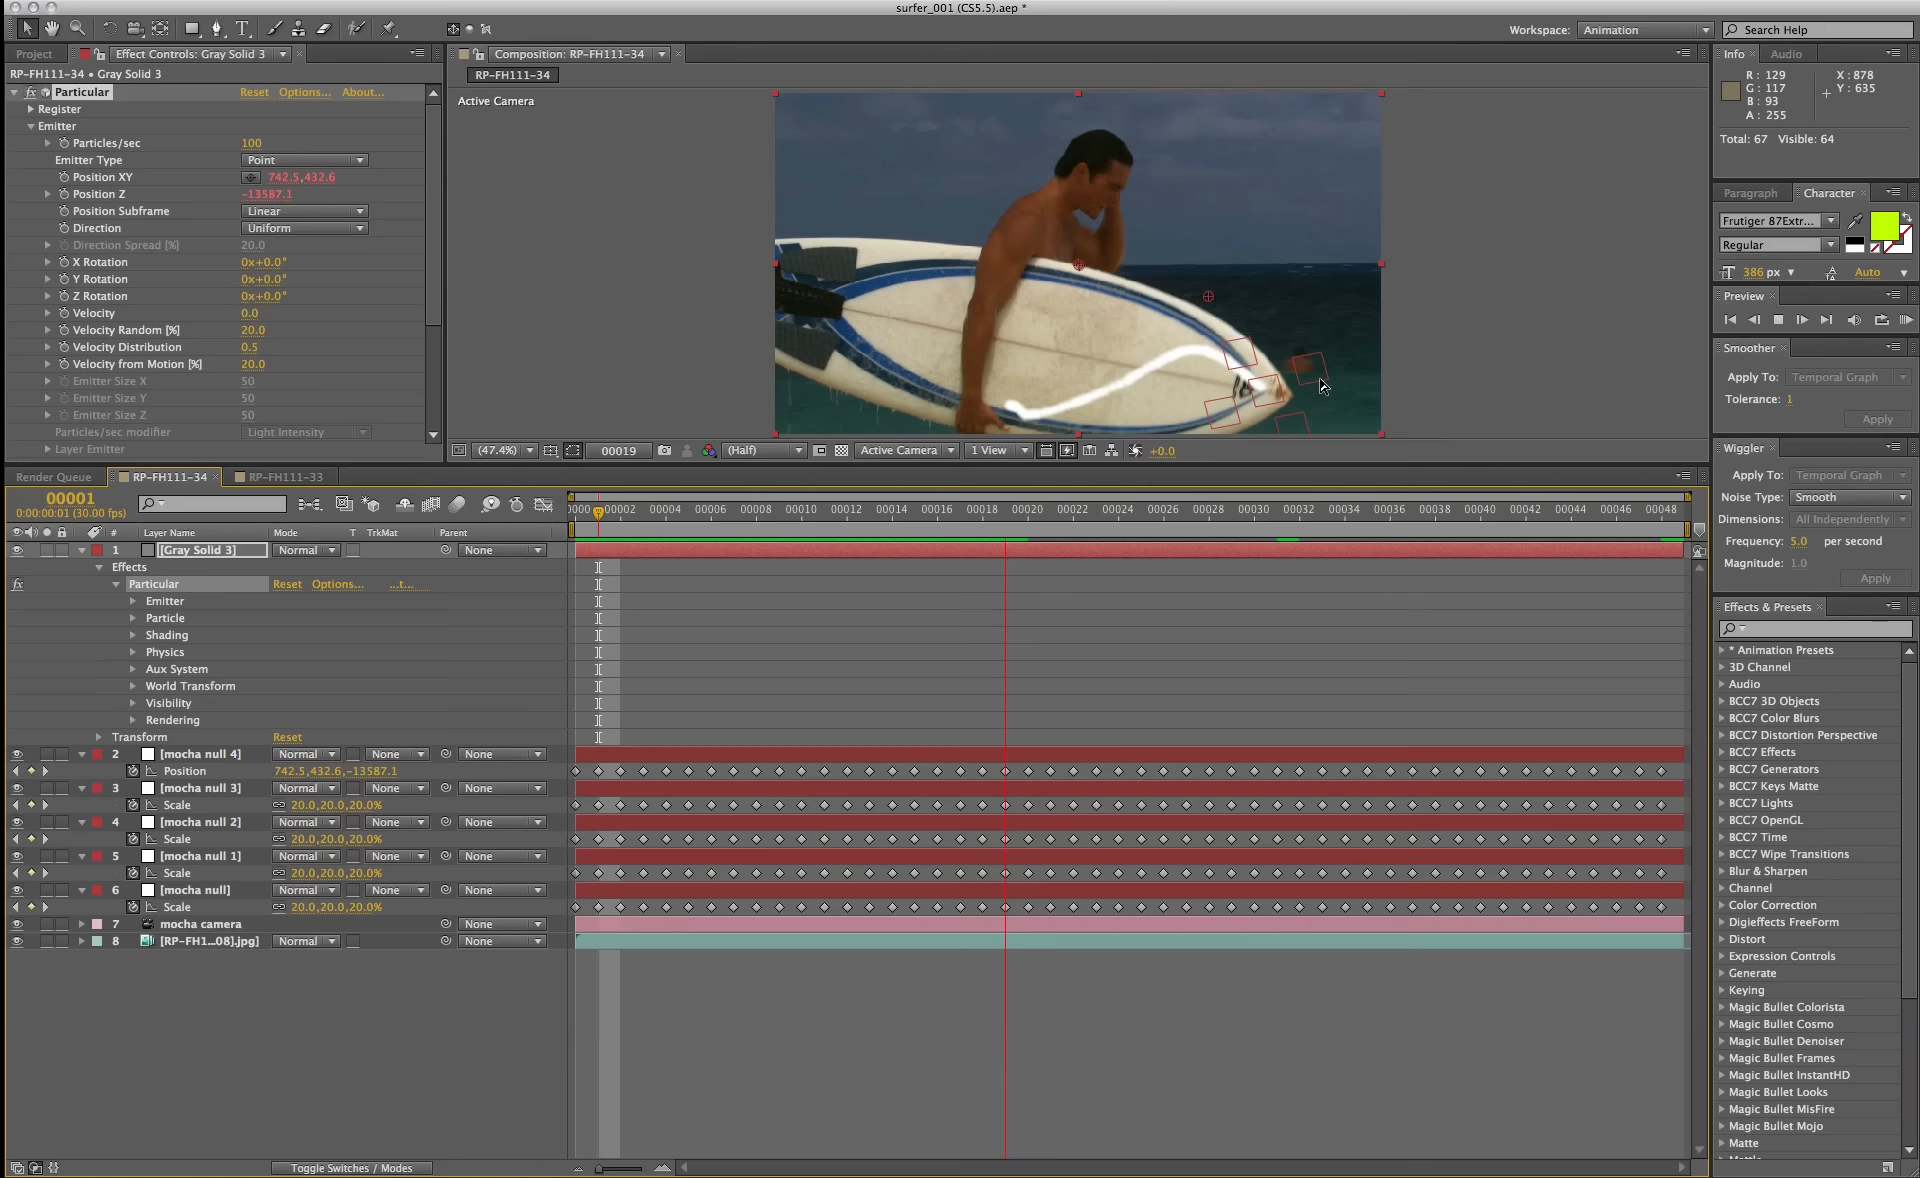 surfer_001 (CS5.5).aep *
Workspace: Animation
Search Help
Project
Effect Controls: Gray Solid 3
RP-FH111-34 • Gray Solid 3
fx Particular Reset Options... About...
Register
Emitter
Particles/sec 100
Emitter Type Point
Position XY 742.5,432.6
Position Z -13587.1
Position Subframe Linear
Direction Uniform
Direction Spread [%] 20.0
X Rotation 0x+0.0°
Y Rotation 0x+0.0°
Z Rotation 0x+0.0°
Velocity 0.0
Velocity Random [%] 20.0
Velocity Distribution 0.5
Velocity from Motion [%] 20.0
Emitter Size X 50
Emitter Size Y 50
Emitter Size Z 50
Particles/sec modifier Light Intensity
Layer Emitter
Composition: RP-FH111-34
RP-FH111-34
Active Camera
(47.4%) 00019 (Half) Active Camera 1 View +0.0
Info Audio
R: 129 X: 878
G: 117 Y: 635
B: 93
A: 255
Total: 67 Visible: 64
Paragraph Character
Frutiger 87Extr...
Regular
386 px Auto
Preview
Smoother
Apply To: Temporal Graph
Tolerance: 1
Apply
Wiggler
Apply To: Temporal Graph
Noise Type: Smooth
Dimensions: All Independently
Frequency: 5.0 per second
Magnitude: 1.0
Apply
Effects & Presets
* Animation Presets
3D Channel
Audio
BCC7 3D Objects
BCC7 Color Blurs
BCC7 Distortion Perspective
BCC7 Effects
BCC7 Generators
BCC7 Keys Matte
BCC7 Lights
BCC7 OpenGL
BCC7 Time
BCC7 Wipe Transitions
Blur & Sharpen
Channel
Color Correction
Digieffects FreeForm
Distort
Expression Controls
Generate
Keying
Magic Bullet Colorista
Magic Bullet Cosmo
Magic Bullet Denoiser
Magic Bullet Frames
Magic Bullet InstantHD
Magic Bullet Looks
Magic Bullet MisFire
Magic Bullet Mojo
Matte
Render Queue RP-FH111-34 RP-FH111-33
00001
0:00:00:01 (30.00 fps)
0000 00002 00004 00006 00008 00010 00012 00014 00016 00018 00020 00022 00024 00026 00028 00030 00032 00034 00036 00038 00040 00042 00044 00046 00048
# Layer Name Mode T TrkMat Parent
1 [Gray Solid 3] Normal None
Effects
fx Particular Reset Options... ...t...
Emitter
Particle
Shading
Physics
Aux System
World Transform
Visibility
Rendering
Transform Reset
2 [mocha null 4] Normal None None
Position 742.5,432.6,-13587.1
3 [mocha null 3] Normal None None
Scale 20.0,20.0,20.0%
4 [mocha null 2] Normal None None
Scale 20.0,20.0,20.0%
5 [mocha null 1] Normal None None
Scale 20.0,20.0,20.0%
6 [mocha null] Normal None None
Scale 20.0,20.0,20.0%
7 mocha camera None
8 [RP-FH1...08].jpg] Normal None
Toggle Switches / Modes